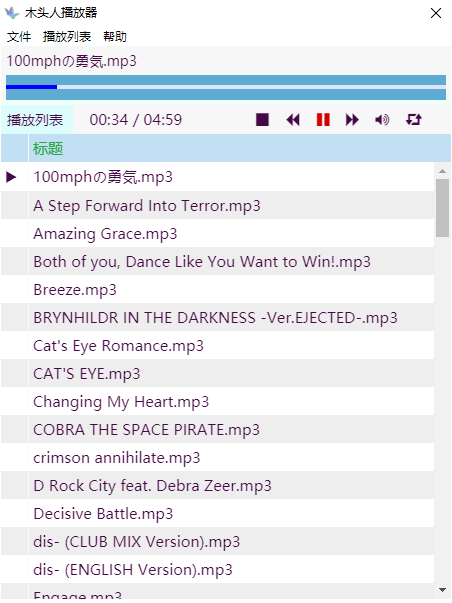 木头人播放器
文件 播放列表 帮助
100mphの勇気.mp3
播放列表 00:34 / 04:59
标题
100mphの勇気.mp3
A Step Forward Into Terror.mp3
Amazing Grace.mp3
Both of you, Dance Like You Want to Win!.mp3
Breeze.mp3
BRYNHILDR IN THE DARKNESS -Ver.EJECTED-.mp3
Cat's Eye Romance.mp3
CAT'S EYE.mp3
Changing My Heart.mp3
COBRA THE SPACE PIRATE.mp3
crimson annihilate.mp3
D Rock City feat. Debra Zeer.mp3
Decisive Battle.mp3
dis- (CLUB MIX Version).mp3
dis- (ENGLISH Version).mp3
Engage.mp3